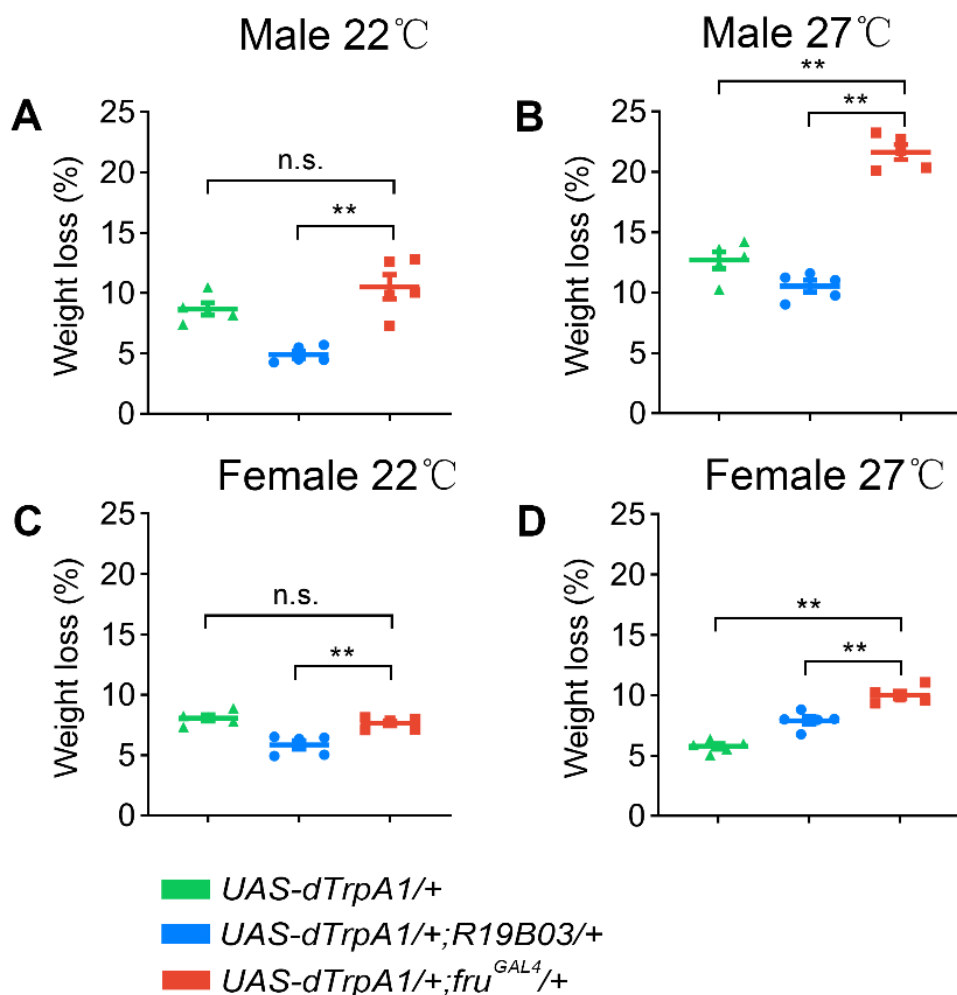 Male 22℃
Male 27℃
A
B
**
**
n.s.
**
Weight loss (%)
25
20
15
10
5
0
Weight loss (%)
25
20
15
10
5
0
Female 22℃
Female 27℃
C
D
n.s.
**
**
**
Weight loss (%)
25
20
15
10
5
0
Weight loss (%)
25
20
15
10
5
0
UAS-dTrpA1/+
UAS-dTrpA1/+;R19B03/+
UAS-dTrpA1/+;fru^GAL4/+